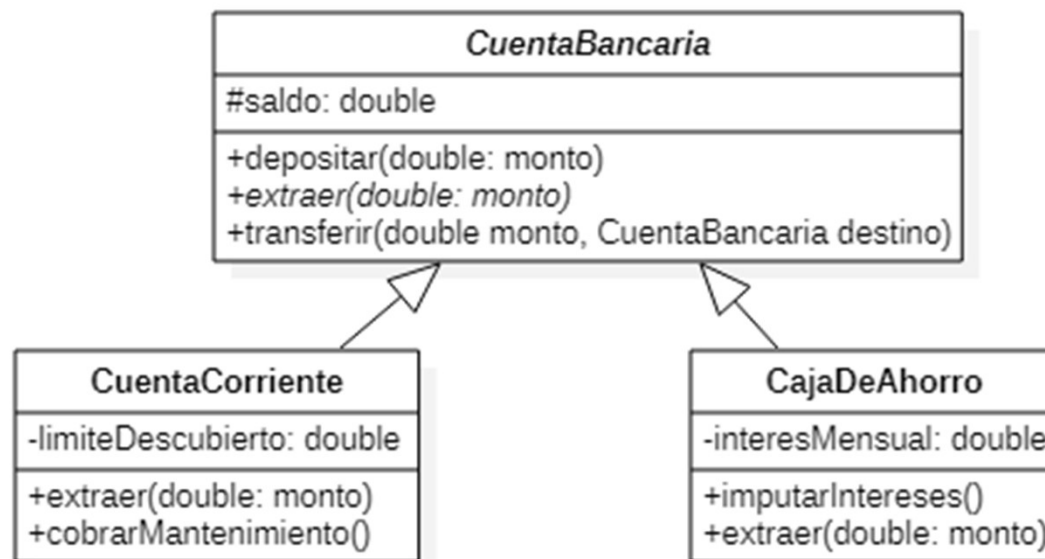 CuentaBancaria
#saldo: double
+depositar(double: monto)
+extraer(double: monto)
+transferir(double monto, CuentaBancaria destino)
CuentaCorriente
-limiteDescubierto: double
+extraer(double: monto)
+cobrarMantenimiento()
CajaDeAhorro
-interesMensual: double
+imputarIntereses()
+extraer(double: monto)